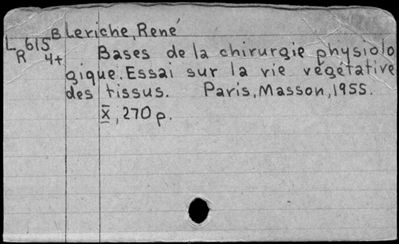 L 615 B Leriche, René
R 4+ Bases de la chirurgie physiolo
gique. Essai sur la vie végétative
des tissus. Paris, Masson, 1955.
x, 270 p.